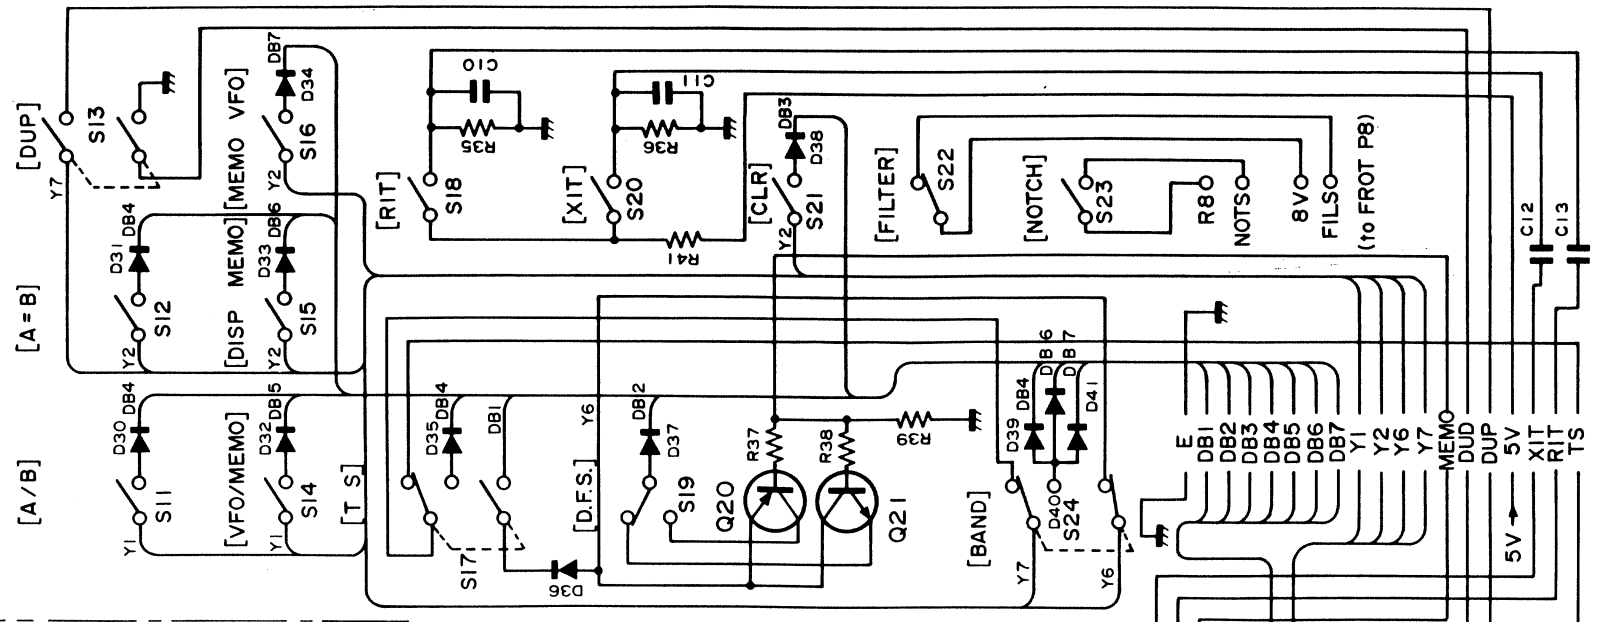 [DUP]
S13
Y7
[MEMO VFO]
DB7
D34
S16
Y2
[A=B]
D31
DB4
S12
Y2
[DISP MEMO]
D33
DB6
S15
Y2
[A/B]
D30
DB4
S11
Y1
[VFO/MEMO]
D32
DB5
S14
Y1
[RIT]
S18
R35
C10
[XIT]
S20
R36
C11
R41
[CLR]
DB3
D38
S21
Y2
[FILTER]
S22
[NOTCH]
S23
R8
NOTS
8V
FILS
(to FROT P8)
C12
C13
[T S]
D35
DB4
DB1
S17
D36
[D.F.S.]
Y6
DB2
D37
S19
Q20
R37
R38
R39
Q21
[BAND]
D39
DB4
DB6
DB7
D41
D40
S24
Y7
Y6
E
DB1
DB2
DB3
DB4
DB5
DB6
DB7
Y1
Y2
Y6
Y7
MEMO
DUD
DUP
5V
5V
XIT
RIT
TS